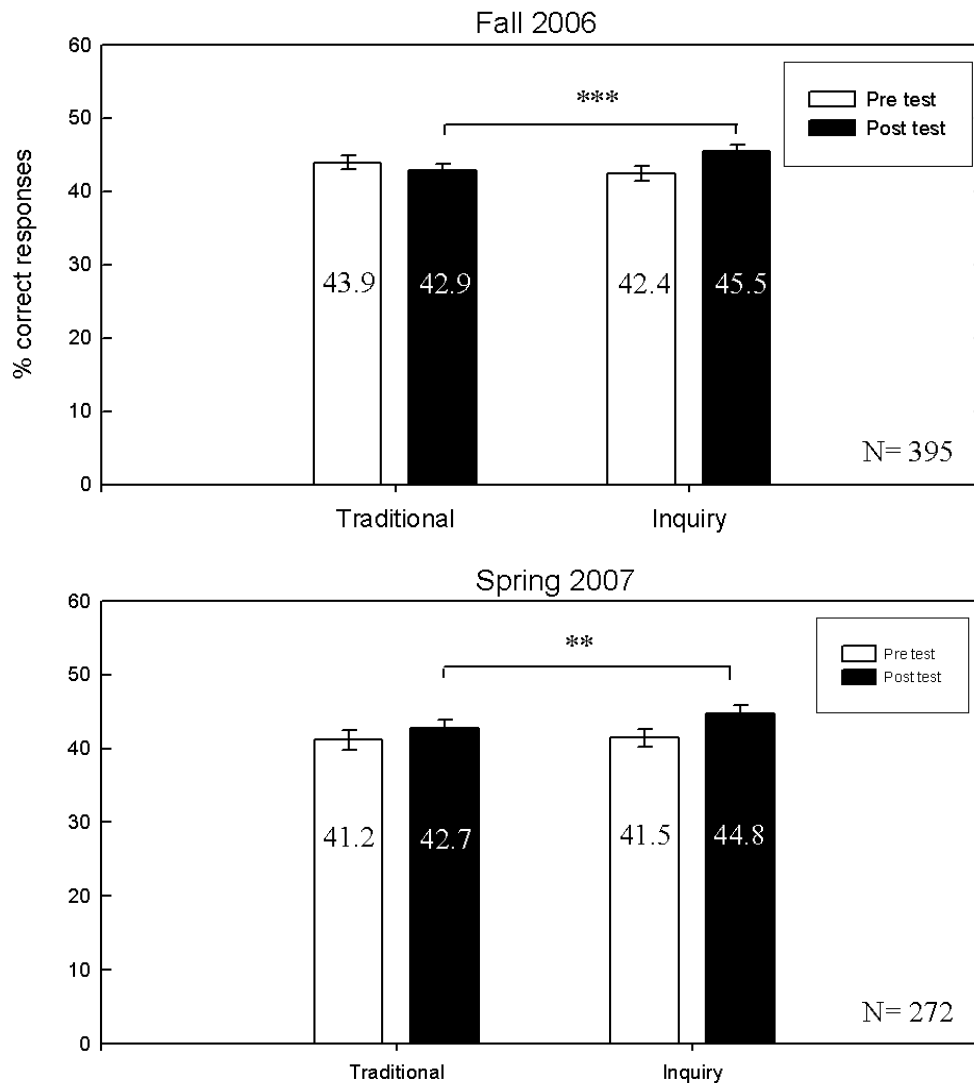 Fall 2006
60
50
40
30
20
10
0
% correct responses
***
Pre test
Post test
43.9 42.9 42.4 45.5
N= 395
Traditional Inquiry
Spring 2007
60
50
40
30
20
10
0
**
Pre test
Post test
41.2 42.7 41.5 44.8
N= 272
Traditional Inquiry